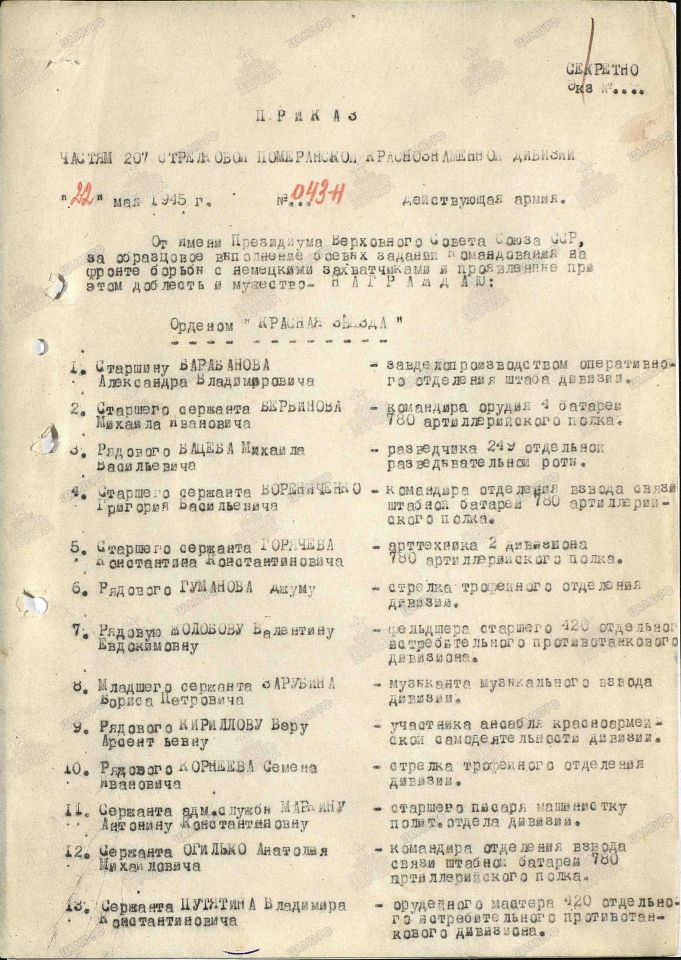 СЕКРЕТНО
Экз №....
ПРИКАЗ
ЧАСТЯМ 207 СТРЕЛКОВОЙ ПОМЕРАНСКОЙ КРАСНОЗНАМЕННОЙ ДИВИЗИИ
"22" мая 1945 г. №...043-н действующая армия.
От имени Президиума Верховного Совета Союза ССР,
за образцовое выполнение боевых заданий Командования на
фронте борьбы с немецкими захватчиками и проявленные при
этом доблесть и мужество- НАГРАЖДАЮ:
Орденом "КРАСНАЯ ЗВЕЗДА"
1. Старшину БАРАБАНОВА - завделопроизводством оперативно-
Александра Владимировича го отделения штаба дивизии.
2. Старшего сержанта ВЕРБИНОВА - командира орудия 4 батареи
Михаила Ивановича 780 артиллерийского полка.
3. Рядового ВАЦЕВА Михаила - разведчика 249 отдельной
Васильевича разведывательной роты.
4. Старшего сержанта ВОРЕНИЧЕНКО - командира отделения взвода связи
Григория Васильевича штабной батареи 780 артиллерий-
ского полка.
5. Старшего сержанта ГОРЯЧЕВА - арттехника 2 дивизиона
Константина Константиновича 780 артиллерийского полка.
6. Рядового ГУМАНОВА Джуму - стрелка трофейного отделения
дивизии.
7. Рядовую ЖОЛОБОВУ Валентину - фельдшера старшего 420 отдельног
Евдокимовну истребительного противотанкового
дивизиона.
8. Младшего сержанта ЗАРУБИНА - музыканта музыкального взвода
Бориса Петровича дивизии.
9. Рядового КИРИЛЛОВУ Веру - участника ансабля красноармей-
Арсентьевну ской самодеятельности дивизии.
10. Рядового КОРНЕЕВА Семена - стрелка трофейного отделения
Ивановича дивизии.
11. Сержанта адм.службы МАРКИНУ - старшего писаря машинистку
Антонину Константиновну полит.отдела дивизии.
12. Сержанта ОГИЛЬКО Анатолия - командира отделения взвода
Михайловича связи штабной батареи 780
артиллерийского полка.
13. Сержанта ПУТЯТИНА Владимира - орудейного мастера 420 отдельно-
Константиновича го истребительного противотан-
кового дивизиона.